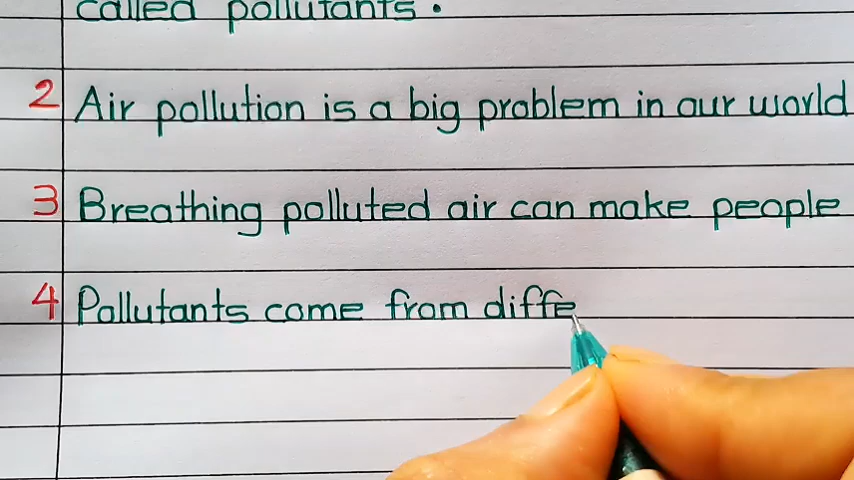 called pollutants.
2 Air pollution is a big problem in our world
3 Breathing polluted air can make people
4 Pollutants come from diffe